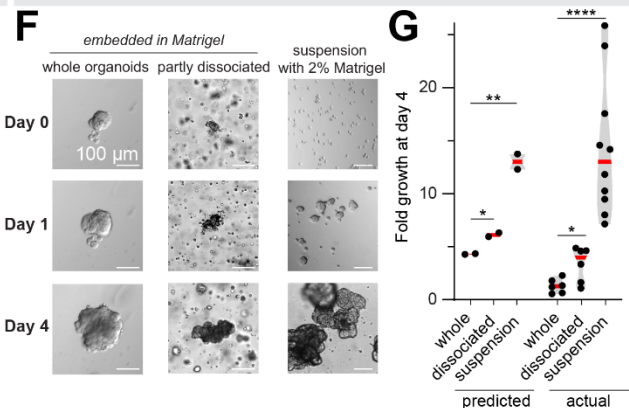 F
embedded in Matrigel
whole organoids
partly dissociated
suspension
with 2% Matrigel
Day 0
100 μm
Day 1
Day 4
G
Fold growth at day 4
20
10
0
**
*
****
*
whole
dissociated
suspension
whole
dissociated
suspension
predicted
actual